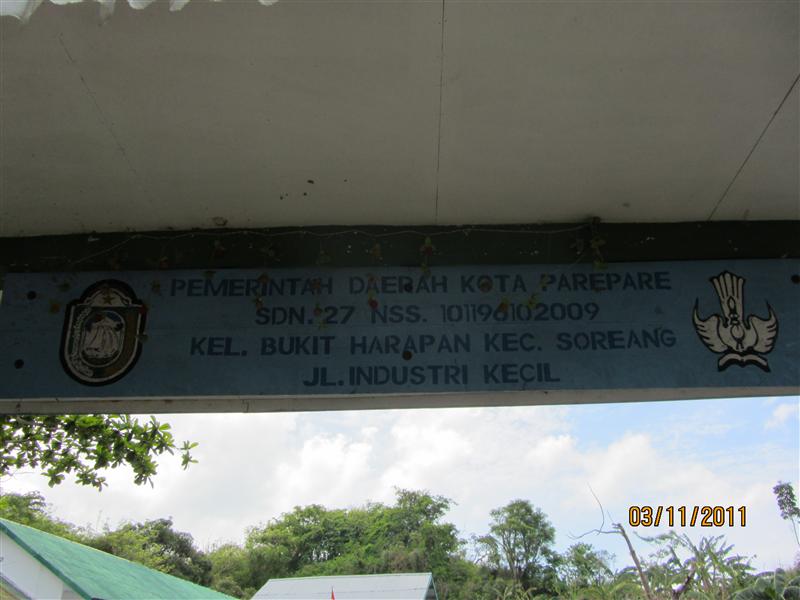 PEMERINTAH DAERAH KOTA PAREPARE
SDN. 27 NSS. 101196102009
KEL. BUKIT HARAPAN KEC. SOREANG
JL. INDUSTRI KECIL
03/11/2011